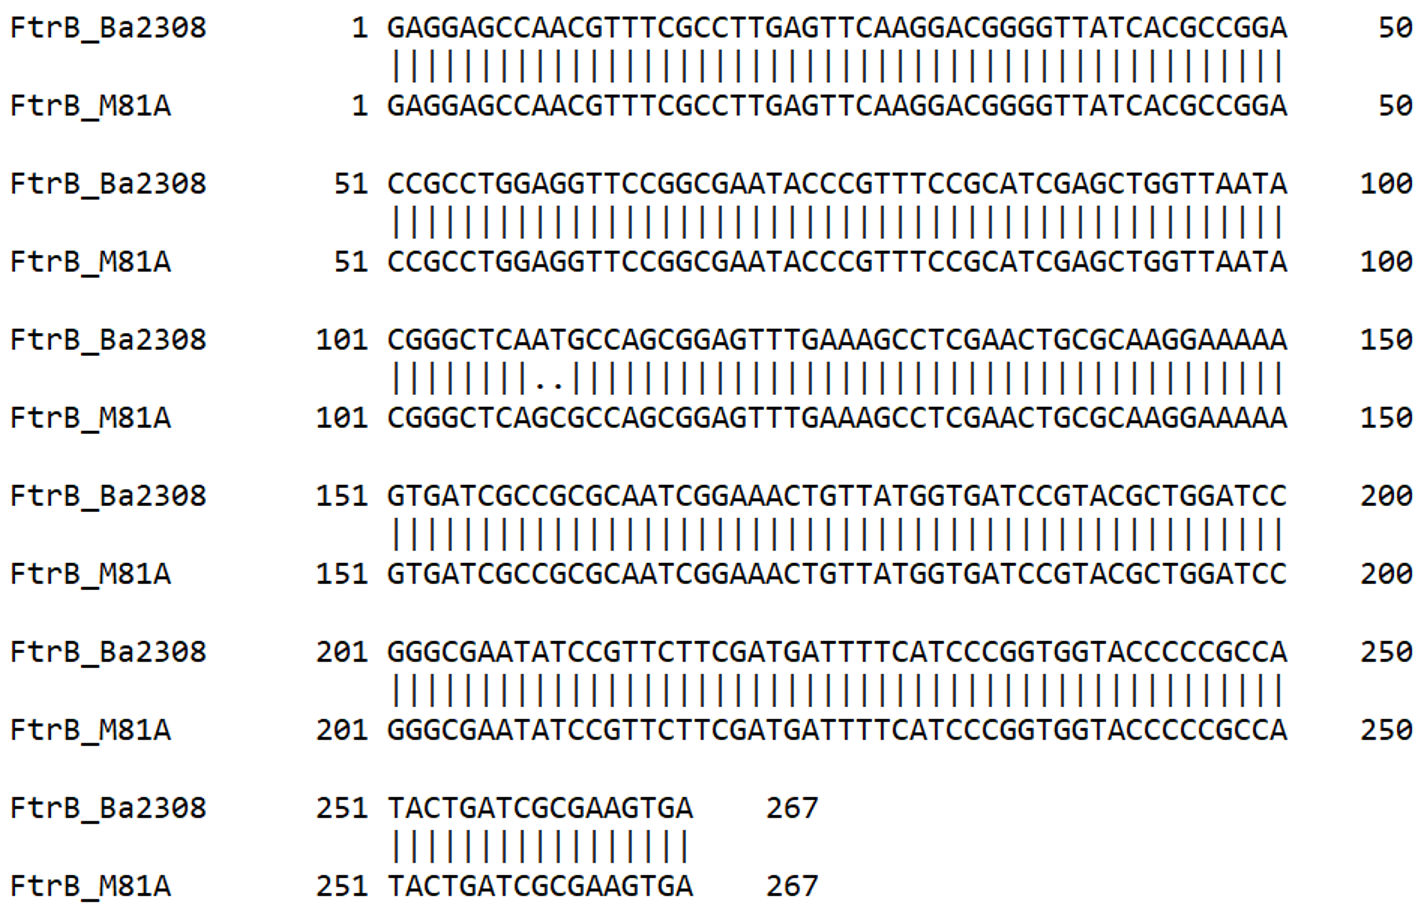 FtrB_Ba2308 1 GAGGAGCCAACGTTTCGCCTTGAGTTCAAGGACGGGGTTATCACGCCGGA 50
||||||||||||||||||||||||||||||||||||||||||||||||||
FtrB_M81A 1 GAGGAGCCAACGTTTCGCCTTGAGTTCAAGGACGGGGTTATCACGCCGGA 50
FtrB_Ba2308 51 CCGCCTGGAGGTTCCGGCGAATACCCGTTTCCGCATCGAGCTGGTTAATA 100
||||||||||||||||||||||||||||||||||||||||||||||||||
FtrB_M81A 51 CCGCCTGGAGGTTCCGGCGAATACCCGTTTCCGCATCGAGCTGGTTAATA 100
FtrB_Ba2308 101 CGGGCTCAATGCCAGCGGAGTTTGAAAGCCTCGAACTGCGCAAGGAAAAA 150
||||||||..||||||||||||||||||||||||||||||||||||||||
FtrB_M81A 101 CGGGCTCAGCGCCAGCGGAGTTTGAAAGCCTCGAACTGCGCAAGGAAAAA 150
FtrB_Ba2308 151 GTGATCGCCGCGCAATCGGAAACTGTTATGGTGATCCGTACGCTGGATCC 200
||||||||||||||||||||||||||||||||||||||||||||||||||
FtrB_M81A 151 GTGATCGCCGCGCAATCGGAAACTGTTATGGTGATCCGTACGCTGGATCC 200
FtrB_Ba2308 201 GGGCGAATATCCGTTCTTCGATGATTTTCATCCCGGTGGTACCCCCGCCA 250
||||||||||||||||||||||||||||||||||||||||||||||||||
FtrB_M81A 201 GGGCGAATATCCGTTCTTCGATGATTTTCATCCCGGTGGTACCCCCGCCA 250
FtrB_Ba2308 251 TACTGATCGCGAAGTGA 267
|||||||||||||||||
FtrB_M81A 251 TACTGATCGCGAAGTGA 267